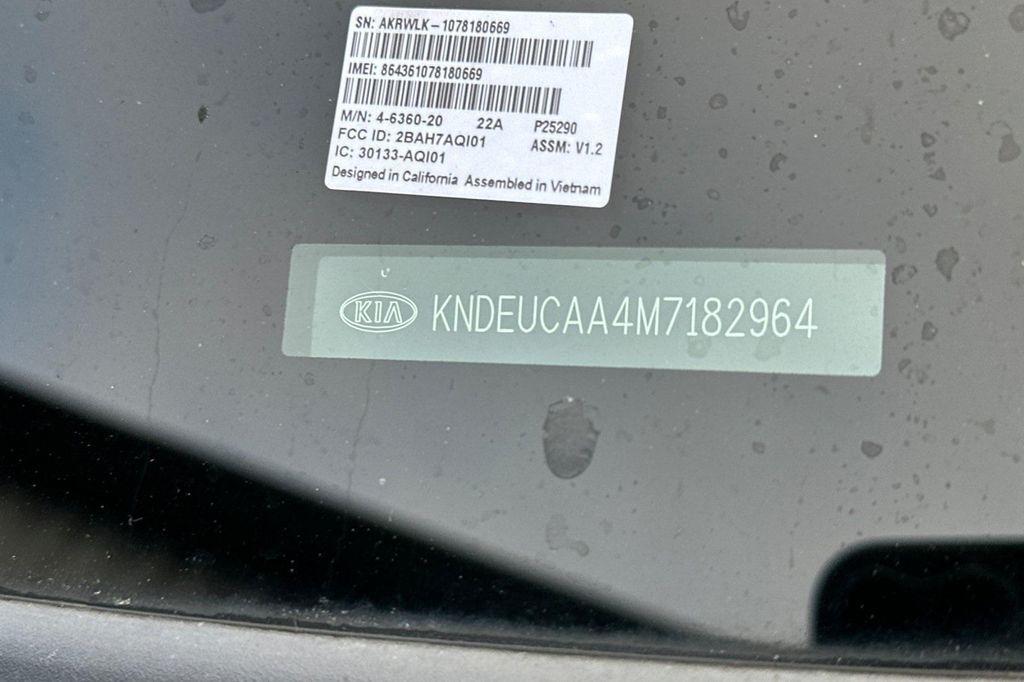 SN: AKRWLK-1078180669
IMEI: 864361078180669
M/N: 4-6360-20 22A P25290
FCC ID: 2BAH7AQI01 ASSM: V1.2
IC: 30133-AQI01
Designed in California Assembled in Vietnam
KIA KNDEUCAA4M7182964